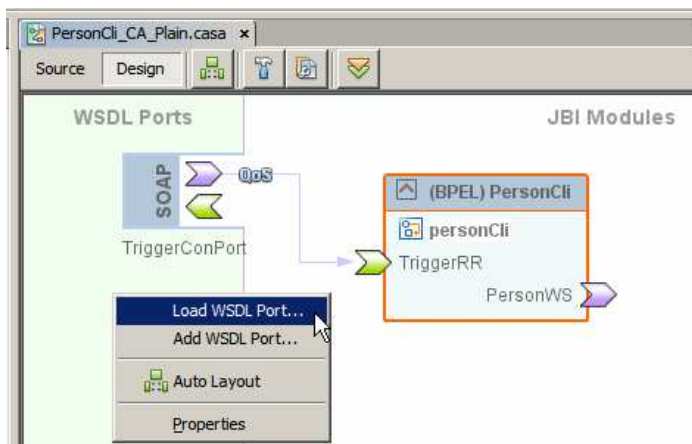 PersonCli_CA_Plain.casa ×
Source Design
WSDL Ports JBI Modules
SOAP
QoS
TriggerConPort
(BPEL) PersonCli
personCli
TriggerRR
PersonWS
Load WSDL Port...
Add WSDL Port...
Auto Layout
Properties